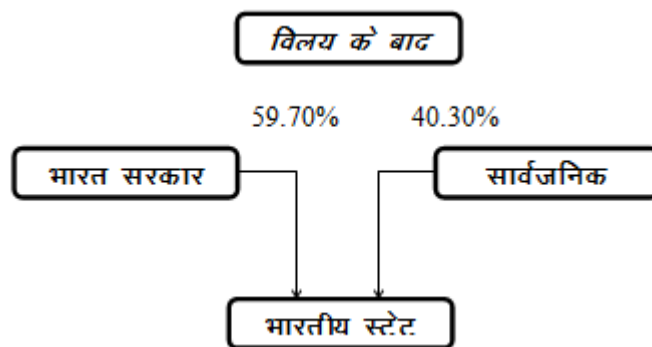 विलय के बाद
59.70% 40.30%
भारत सरकार सार्वजनिक
भारतीय स्टेट